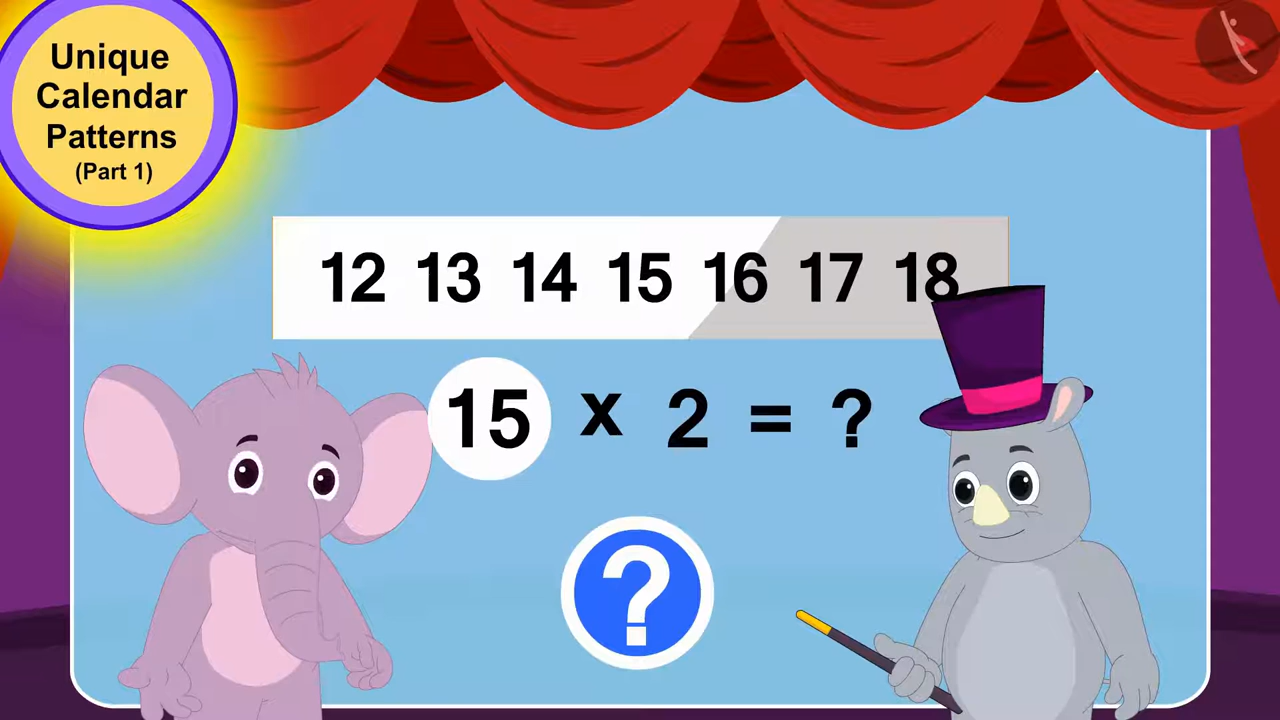 Unique
Calendar
Patterns
(Part 1)
12 13 14 15 16 17 18
15 x 2 = ?
?